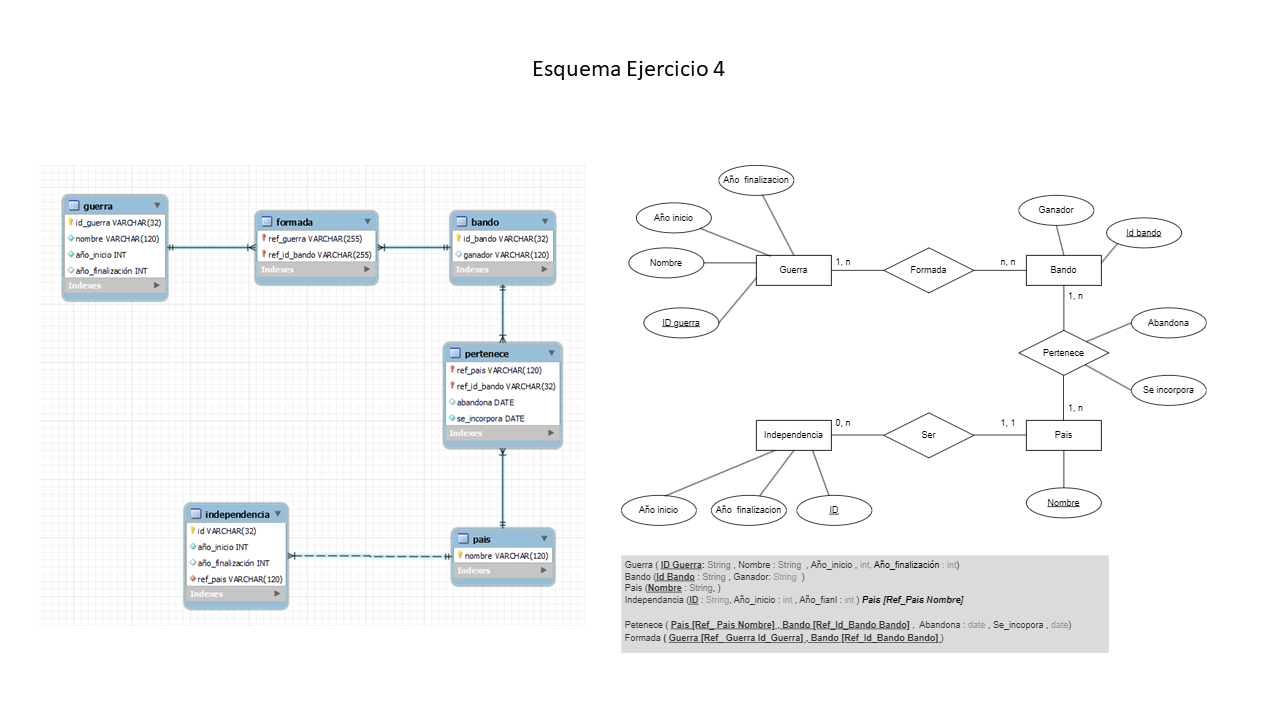 Esquema Ejercicio 4
guerra
id_guerra VARCHAR(32)
nombre VARCHAR(120)
año_inicio INT
año_finalización INT
Indexes
formada
ref_guerra VARCHAR(255)
ref_id_bando VARCHAR(255)
Indexes
bando
id_bando VARCHAR(32)
ganador VARCHAR(120)
Indexes
pertenece
ref_pais VARCHAR(120)
ref_id_bando VARCHAR(32)
abandona DATE
se_incorpora DATE
Indexes
independencia
id VARCHAR(32)
año_inicio INT
año_finalización INT
ref_pais VARCHAR(120)
Indexes
pais
nombre VARCHAR(120)
Indexes
Año finalizacion
Año inicio
Nombre
ID guerra
Guerra
1, n
Formada
n, n
Bando
Ganador
Id bando
1, n
Pertenece
Abandona
Se incorpora
1, n
Independencia
0, n
Ser
1, 1
Pais
Año inicio
Año finalizacion
ID
Nombre
Guerra ( ID Guerra: String , Nombre : String , Año_inicio , int, Año_finalización : int)
Bando (Id Bando : String , Ganador: String )
Pais (Nombre : String, )
Independancia (ID : String, Año_inicio : int , Año_fianl : int ) Pais [Ref_Pais Nombre]
Petenece ( Pais [Ref_ Pais Nombre] , Bando [Ref_Id_Bando Bando] , Abandona : date , Se_incopora , date)
Formada ( Guerra [Ref_ Guerra Id_Guerra] , Bando [Ref_Id_Bando Bando] )